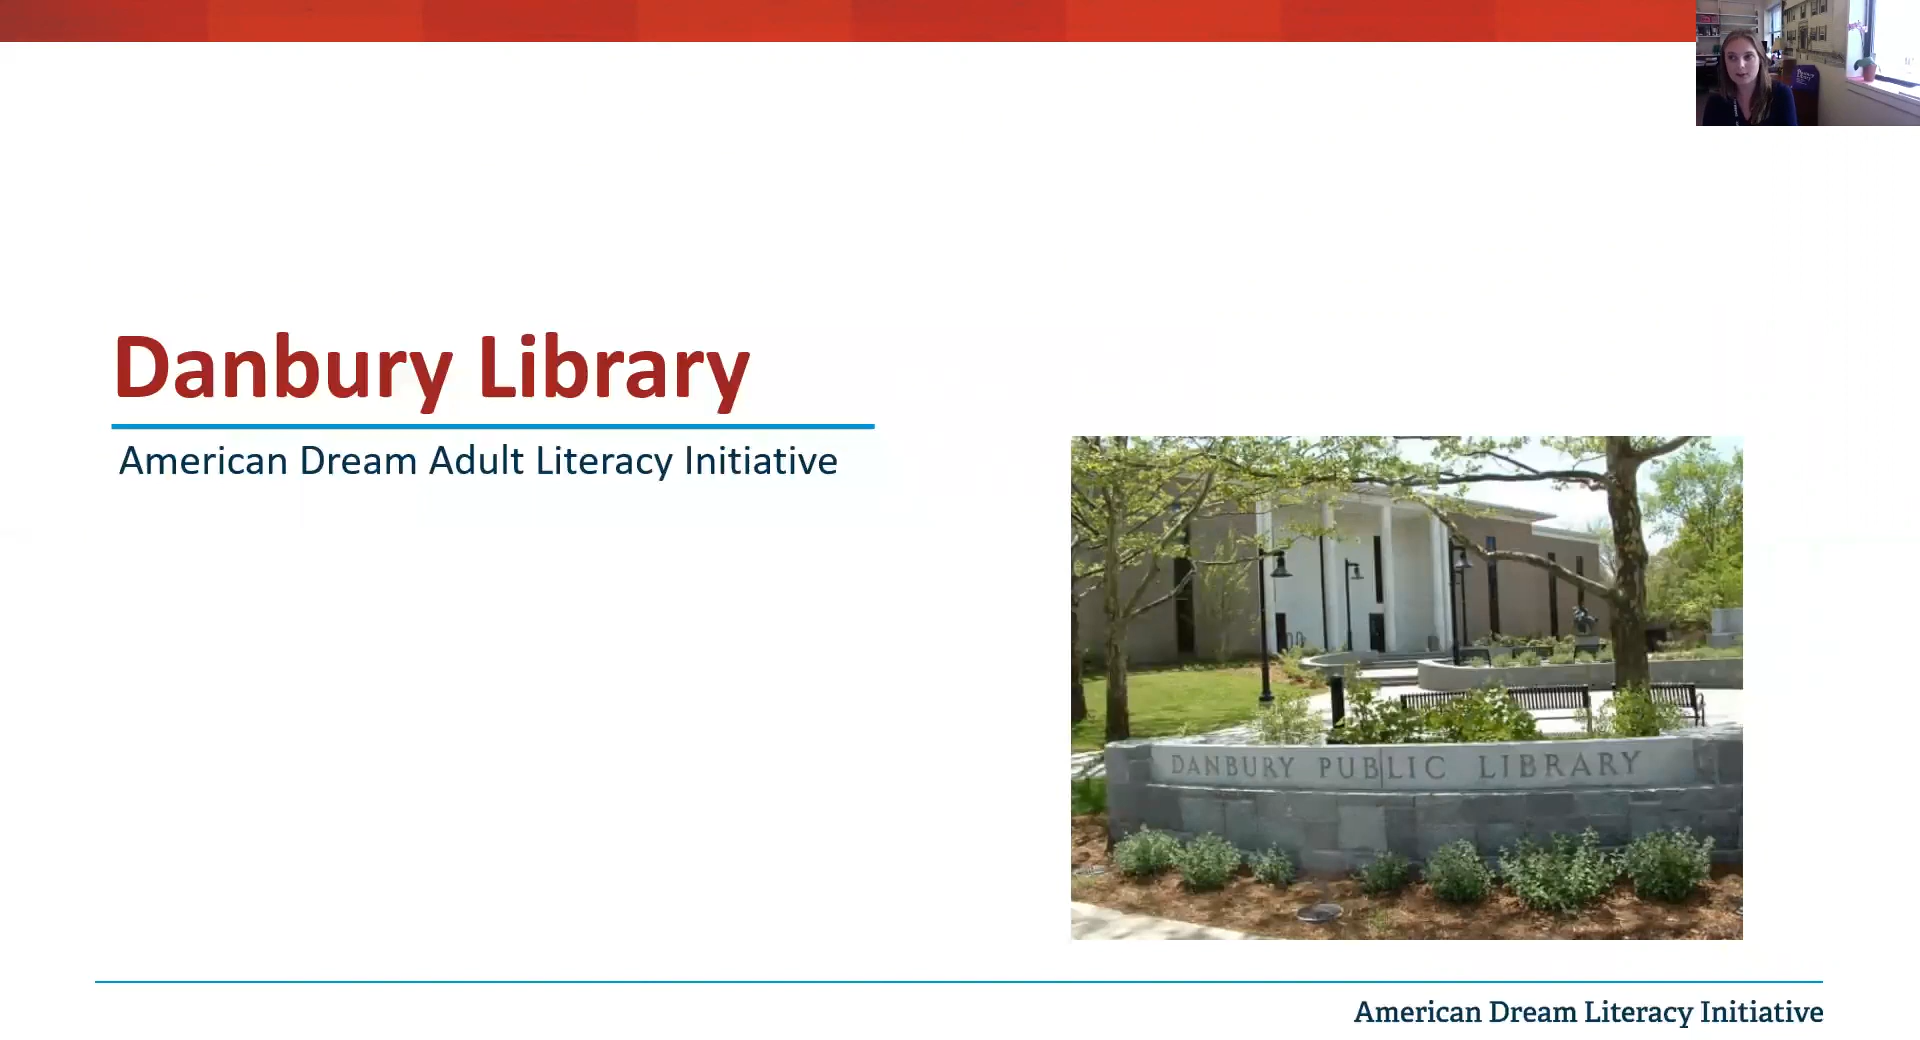 Danbury Library
American Dream Adult Literacy Initiative
DANBURY PUBLIC LIBRARY
American Dream Literacy Initiative